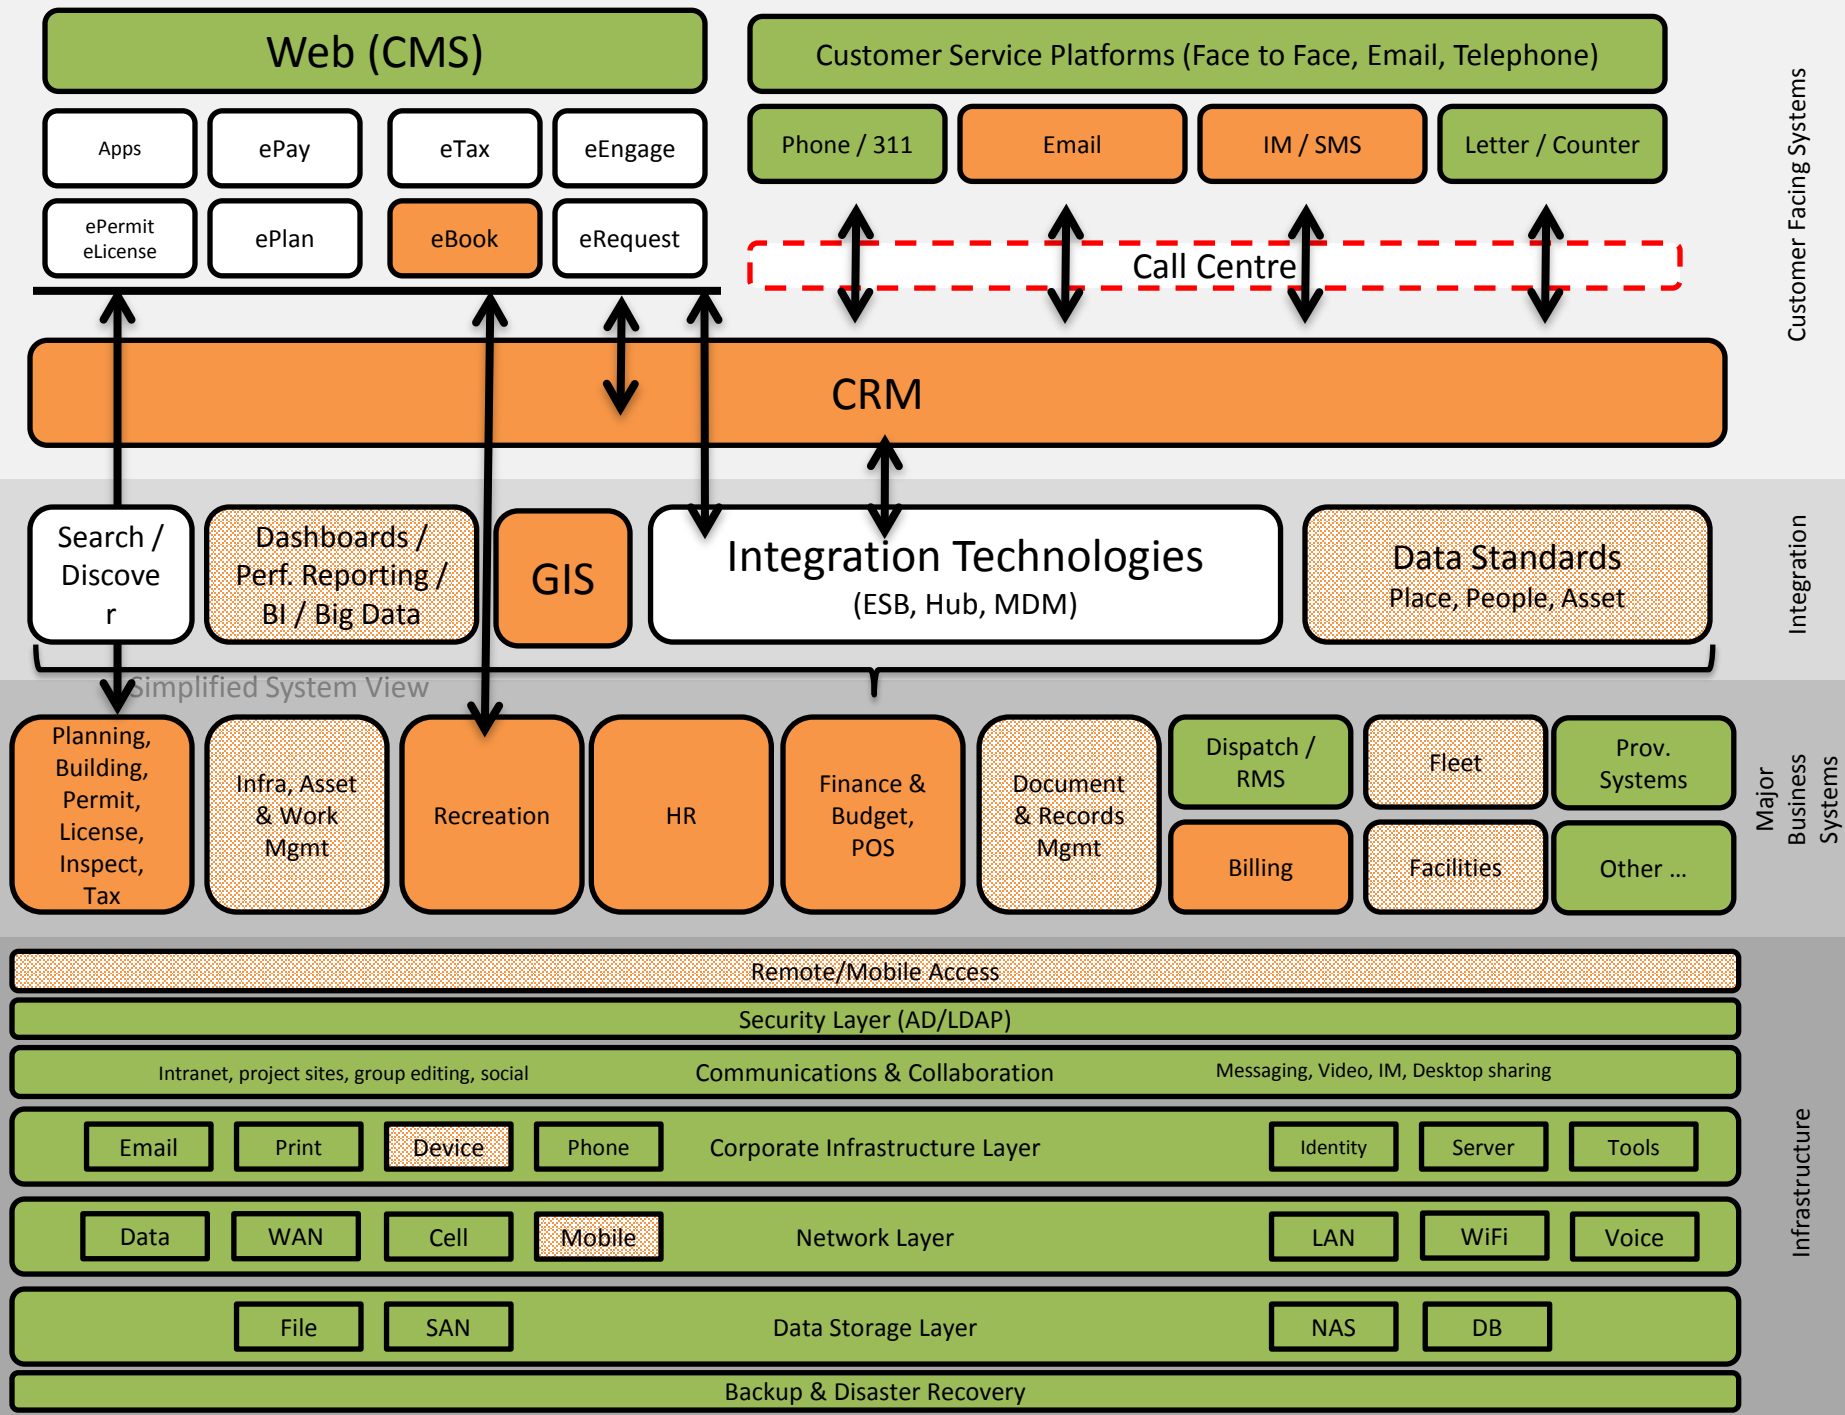 Web (CMS)
Customer Service Platforms (Face to Face, Email, Telephone)
Apps
ePay
eTax
eEngage
Phone / 311
Email
IM / SMS
Letter / Counter
ePermit
eLicense
ePlan
eBook
eRequest
Call Centre
Customer Facing Systems
CRM
Search /
Discove
r
Dashboards /
Perf. Reporting /
BI / Big Data
GIS
Integration Technologies
(ESB, Hub, MDM)
Data Standards
Place, People, Asset
Integration
Simplified System View
Planning,
Building,
Permit,
License,
Inspect,
Tax
Infra, Asset
& Work
Mgmt
Recreation
HR
Finance &
Budget,
POS
Document
& Records
Mgmt
Dispatch /
RMS
Fleet
Prov.
Systems
Billing
Facilities
Other ...
Major
Business
Systems
Remote/Mobile Access
Security Layer (AD/LDAP)
Intranet, project sites, group editing, social
Communications & Collaboration
Messaging, Video, IM, Desktop sharing
Email
Print
Device
Phone
Corporate Infrastructure Layer
Identity
Server
Tools
Data
WAN
Cell
Mobile
Network Layer
LAN
WiFi
Voice
File
SAN
Data Storage Layer
NAS
DB
Backup & Disaster Recovery
Infrastructure